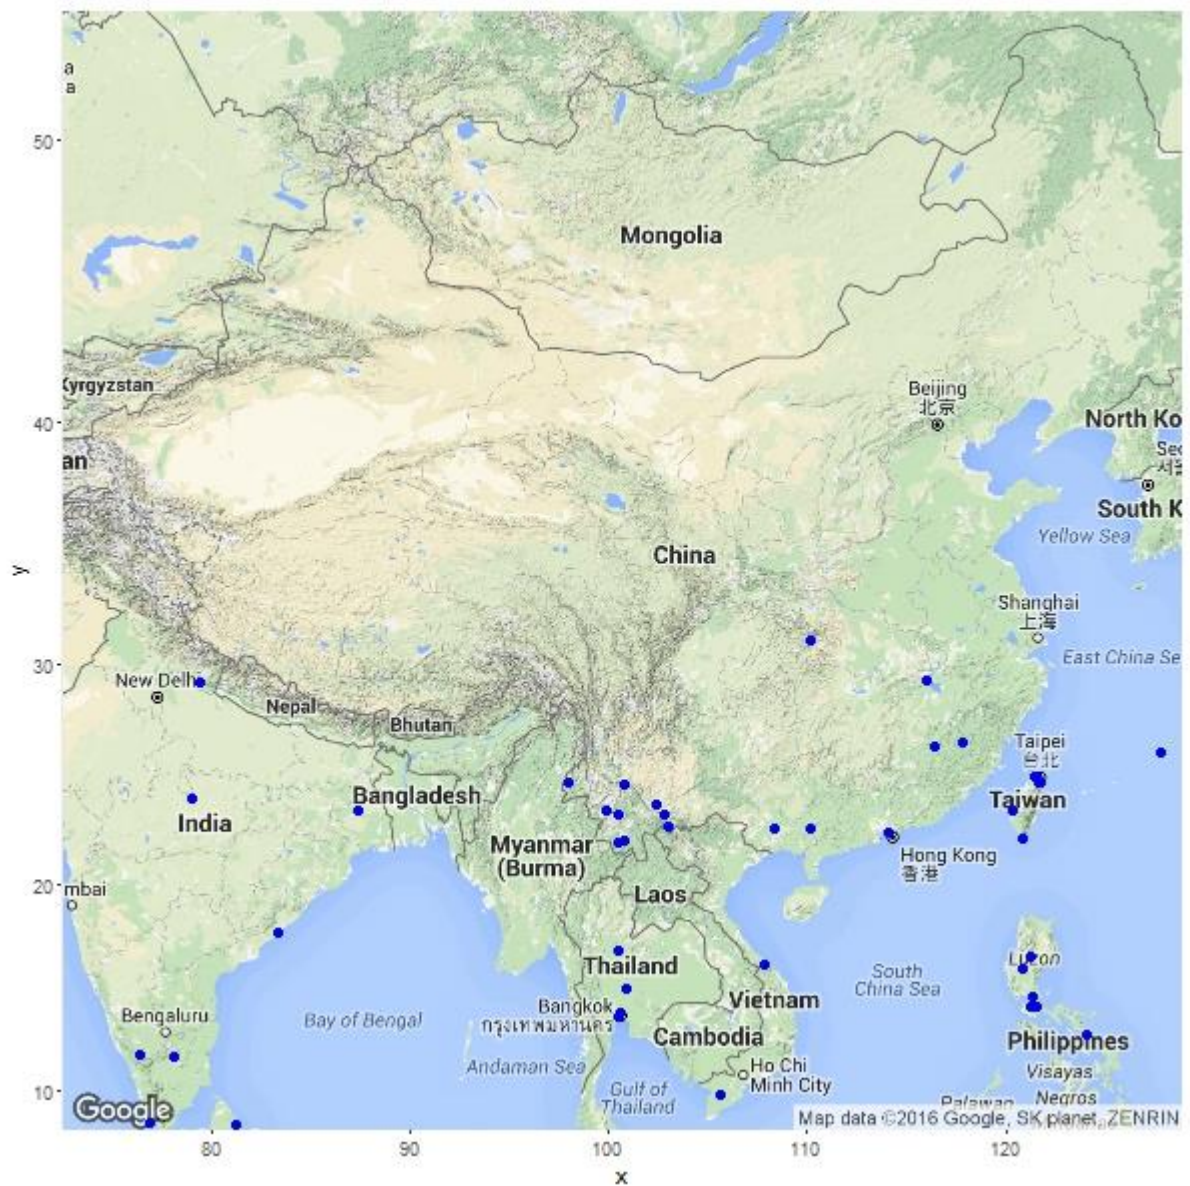 a
a
50
Mongolia
Kyrgyzstan
Beijing
北京
40
North Ko
an
Seo
서울
South K
Yellow Sea
China
y
Shanghai
上海
30
East China Se
New Delhi
Nepal
Bhutan
Taipei
台北
Bangladesh
Taiwan
India
Myanmar
(Burma)
Hong Kong
香港
20
mbai
Laos
Luzon
Thailand
South
China Sea
Vietnam
Bangkok
กรุงเทพมหานคร
Bengaluru
Bay of Bengal
Cambodia
Philippines
Andaman Sea
Ho Chi
Minh City
Visayas
10
Gulf of
Thailand
Palawan
Negros
Google
Map data ©2016 Google, SK planet, ZENRIN
80
90
100
110
120
x